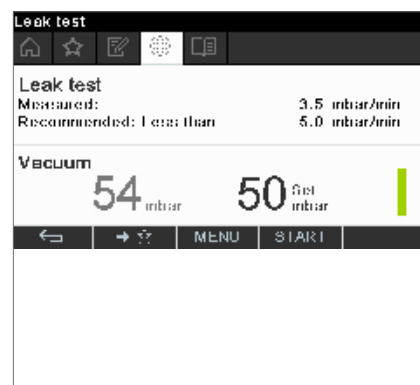 Leak test
Leak test
Measured: 3.5 mbar/min
Recommended: Less than 5.0 mbar/min
Vacuum
54 mbar 50 Set mbar
MENU START